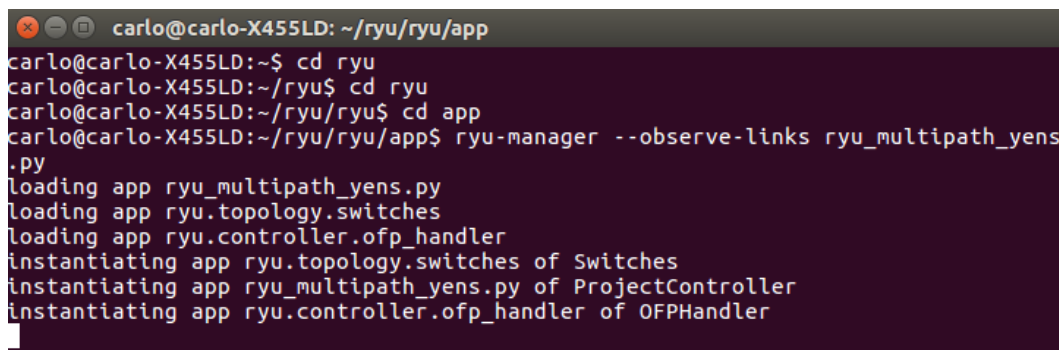 carlo@carlo-X455LD: ~/ryu/ryu/app
carlo@carlo-X455LD:~$ cd ryu
carlo@carlo-X455LD:~/ryu$ cd ryu
carlo@carlo-X455LD:~/ryu/ryu$ cd app
carlo@carlo-X455LD:~/ryu/ryu/app$ ryu-manager --observe-links ryu_multipath_yens
.py
loading app ryu_multipath_yens.py
loading app ryu.topology.switches
loading app ryu.controller.ofp_handler
instantiating app ryu.topology.switches of Switches
instantiating app ryu_multipath_yens.py of ProjectController
instantiating app ryu.controller.ofp_handler of OFPHandler